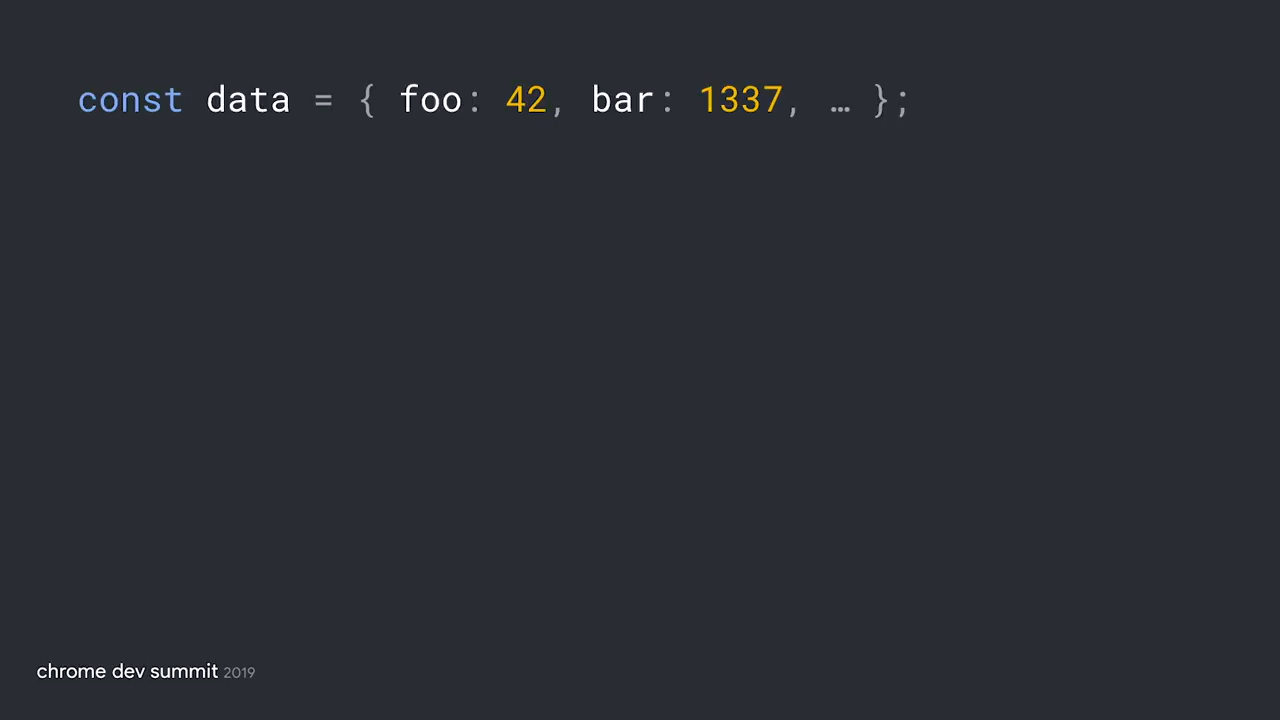 const data = { foo: 42, bar: 1337, … };
chrome dev summit 2019